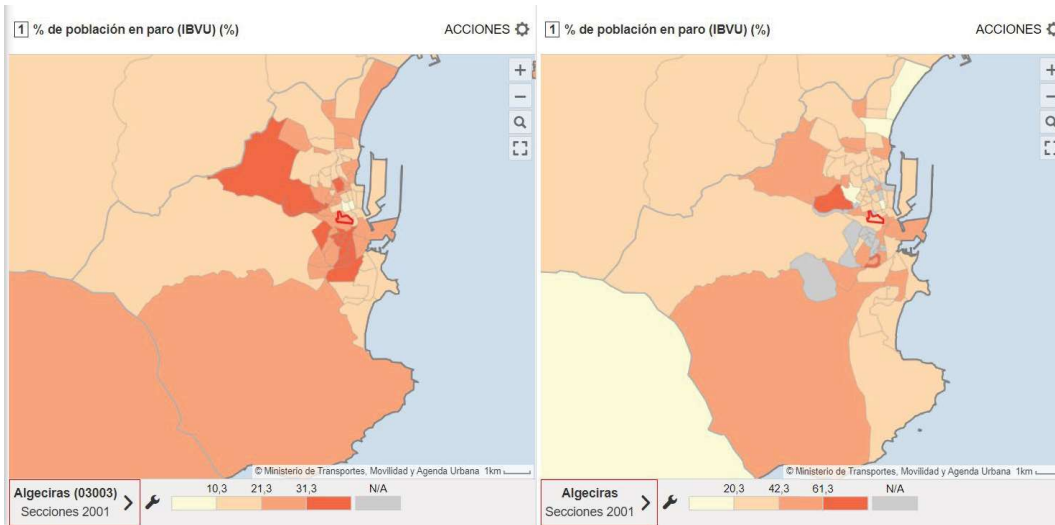 1 % de población en paro (IBVU) (%)
ACCIONES
+
−
© Ministerio de Transportes, Movilidad y Agenda Urbana 1km
Algeciras (03003)
Secciones 2001
10,3 21,3 31,3 N/A
1 % de población en paro (IBVU) (%)
ACCIONES
+
−
© Ministerio de Transportes, Movilidad y Agenda Urbana 1km
Algeciras
Secciones 2001
20,3 42,3 61,3 N/A